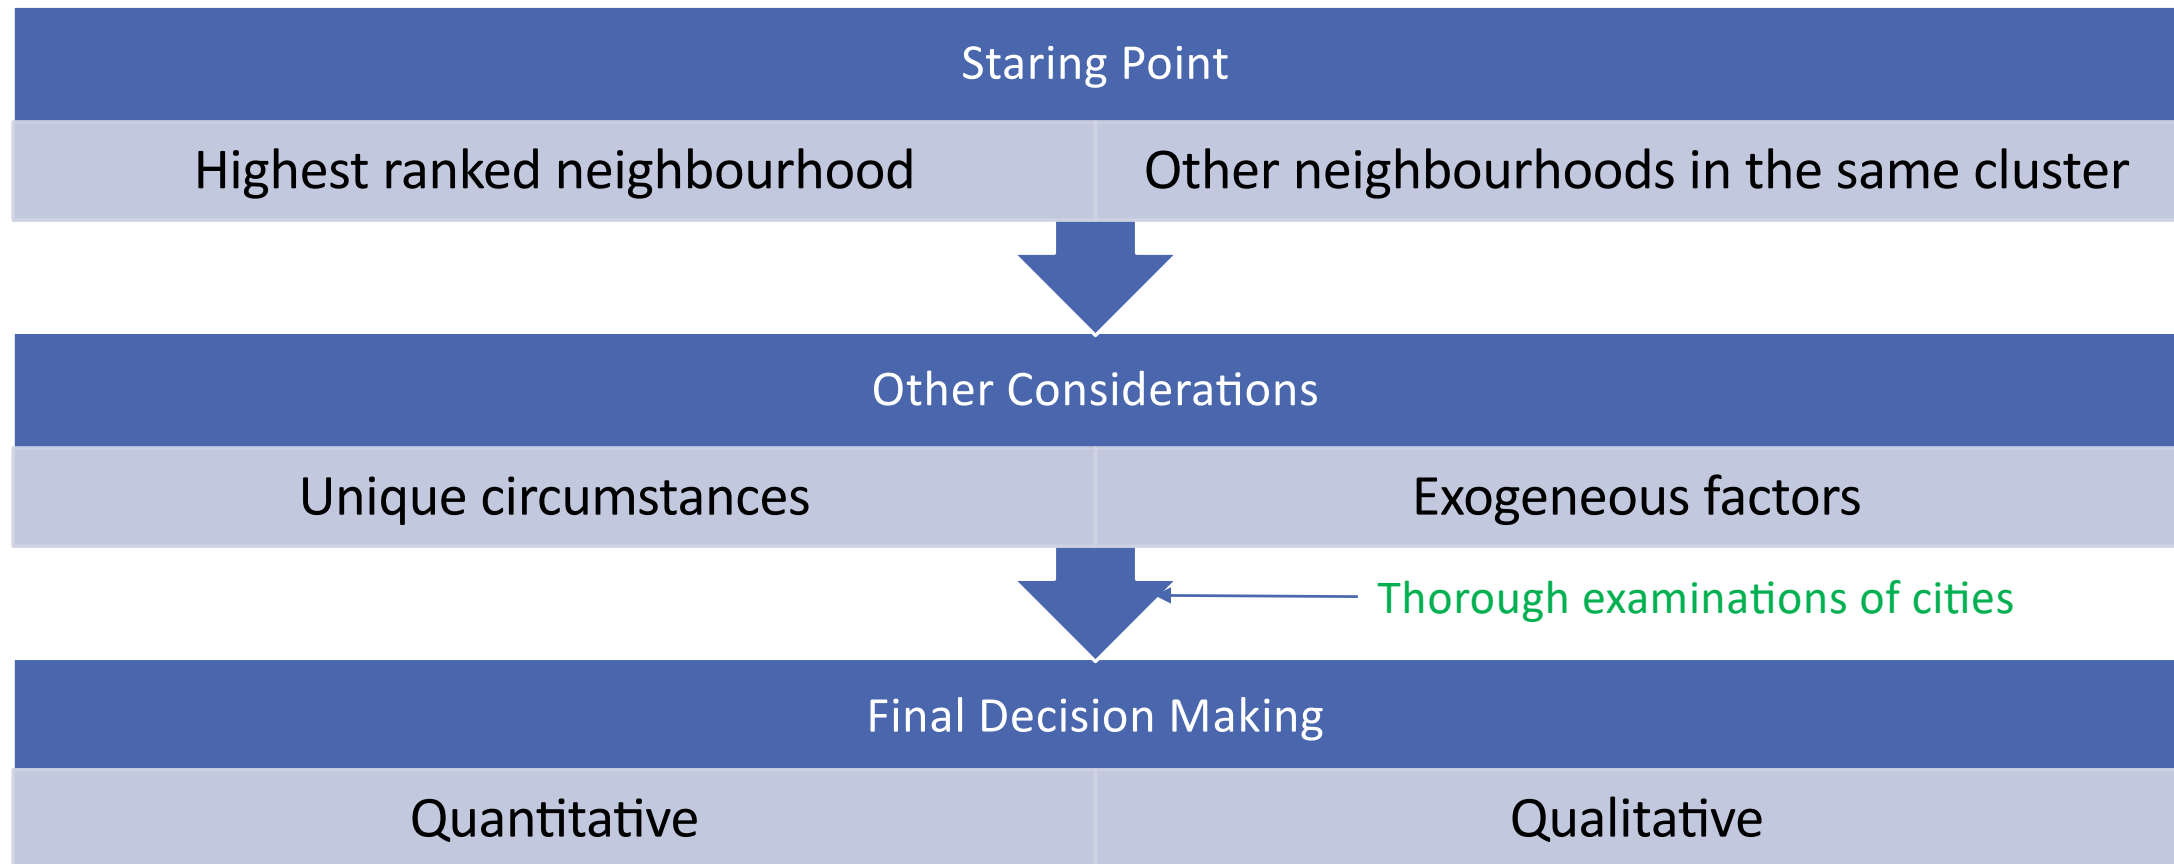 Staring Point
Highest ranked neighbourhood
Other neighbourhoods in the same cluster
Other Considerations
Unique circumstances
Exogeneous factors
Thorough examinations of cities
Final Decision Making
Quantitative
Qualitative